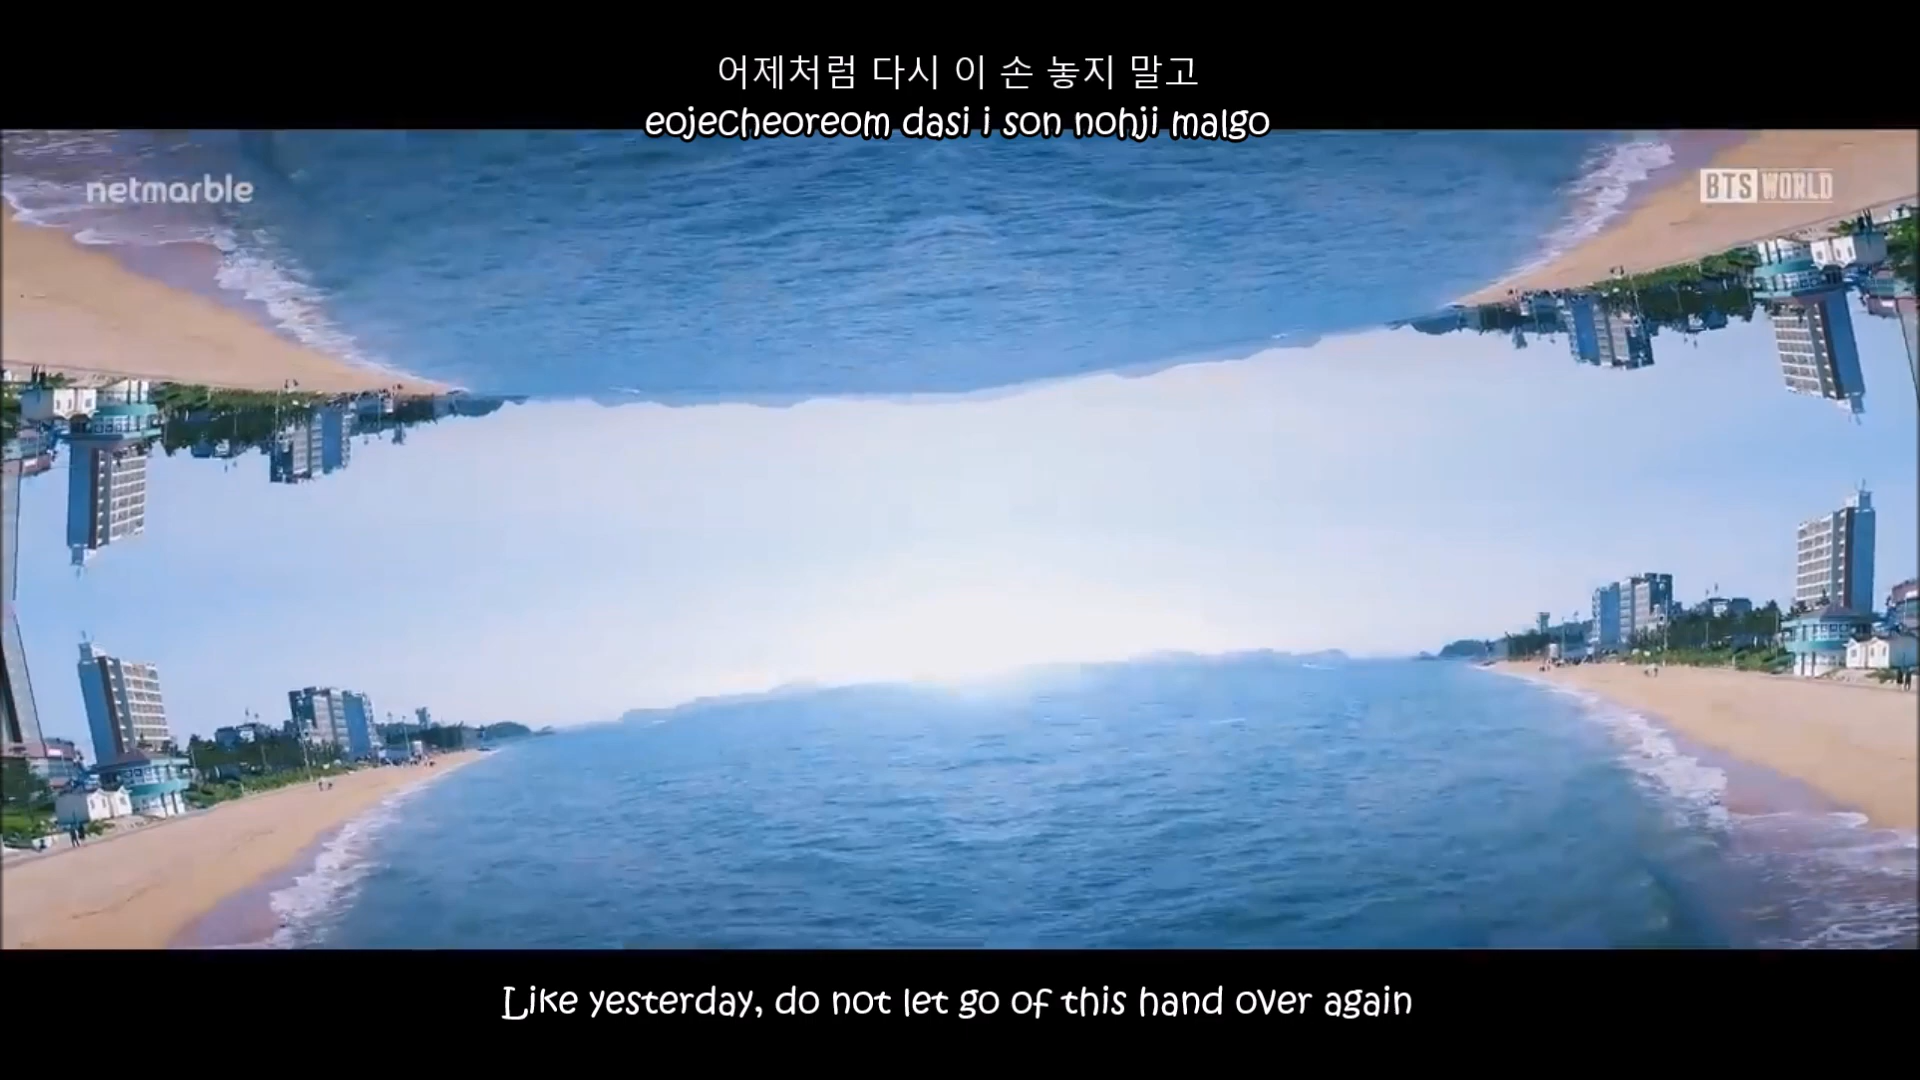 어제처럼 다시 이 손 놓지 말고
eojecheoreom dasi i son nohji malgo
netmarble
BTS WORLD
Like yesterday, do not let go of this hand over again